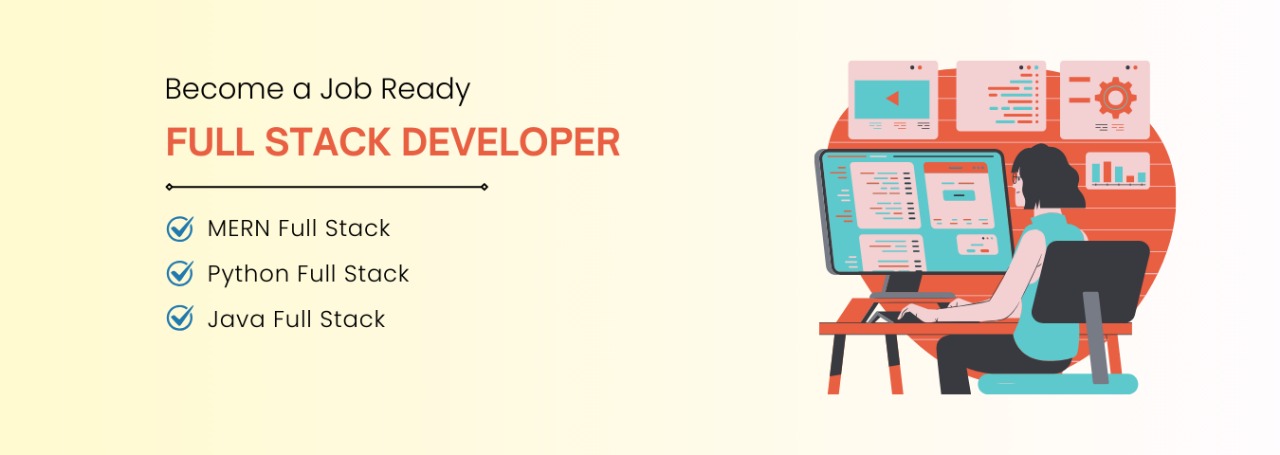 Become a Job Ready
FULL STACK DEVELOPER
MERN Full Stack
Python Full Stack
Java Full Stack